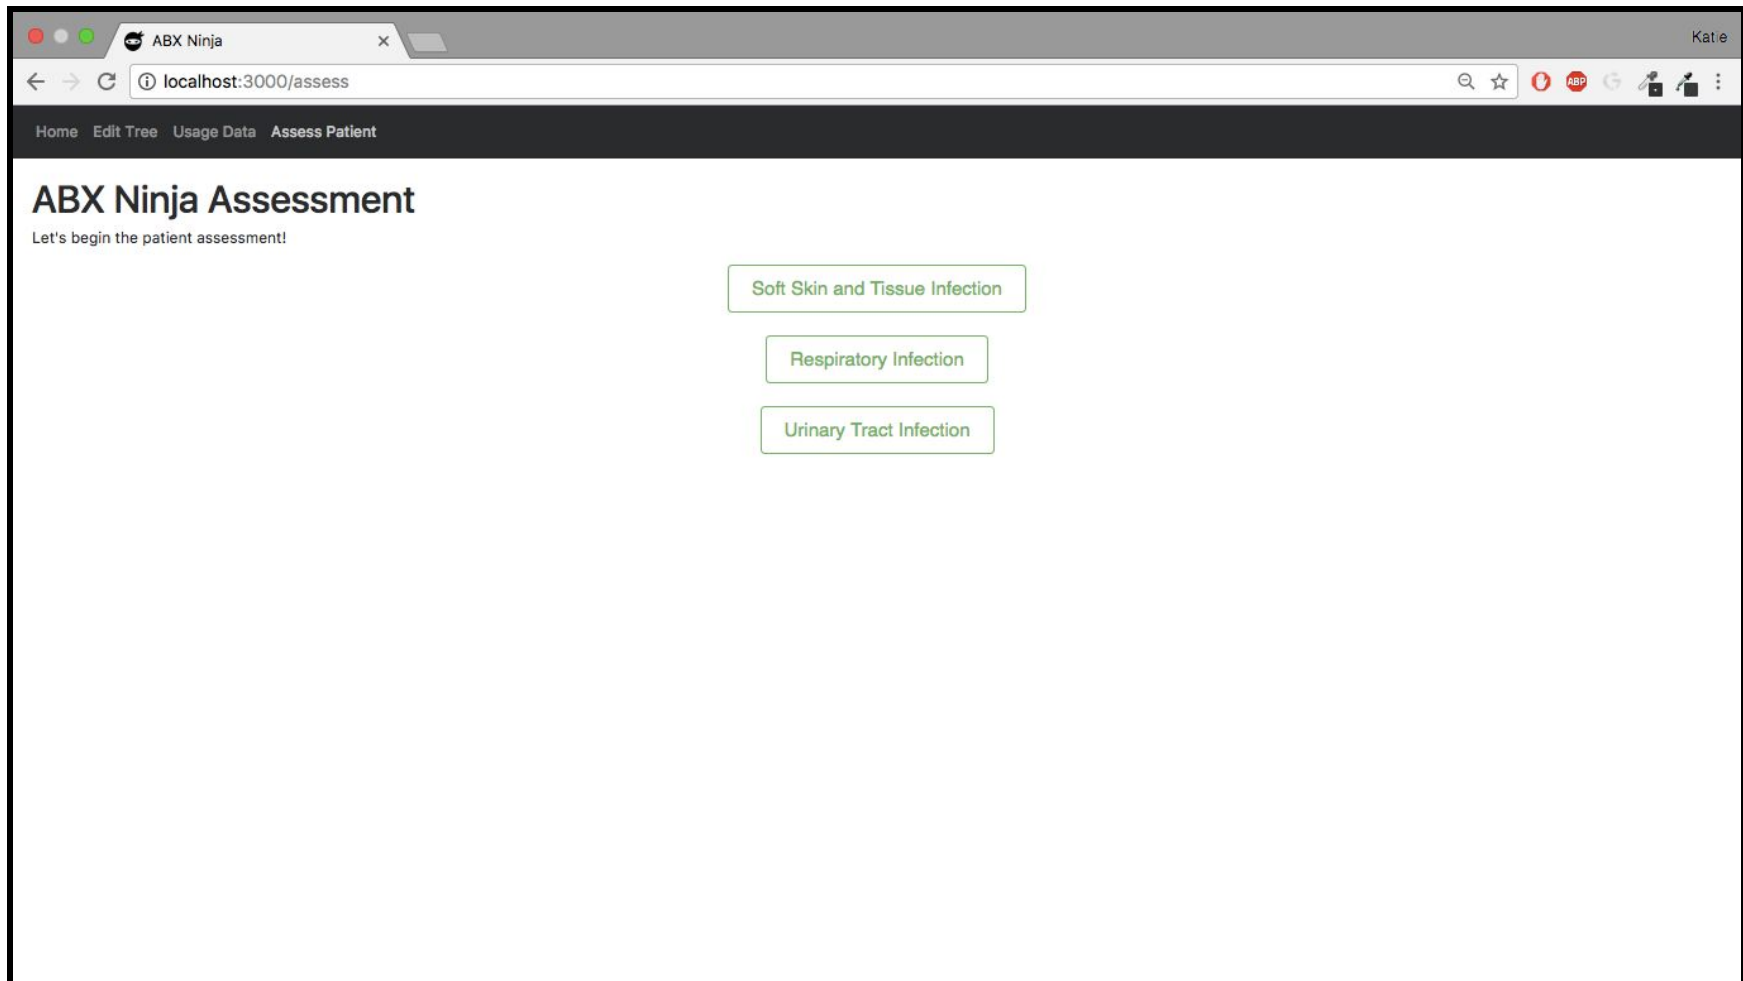 ABX Ninja
Katie
localhost:3000/assess
ABP
Home Edit Tree Usage Data Assess Patient
ABX Ninja Assessment
Let's begin the patient assessment!
Soft Skin and Tissue Infection
Respiratory Infection
Urinary Tract Infection